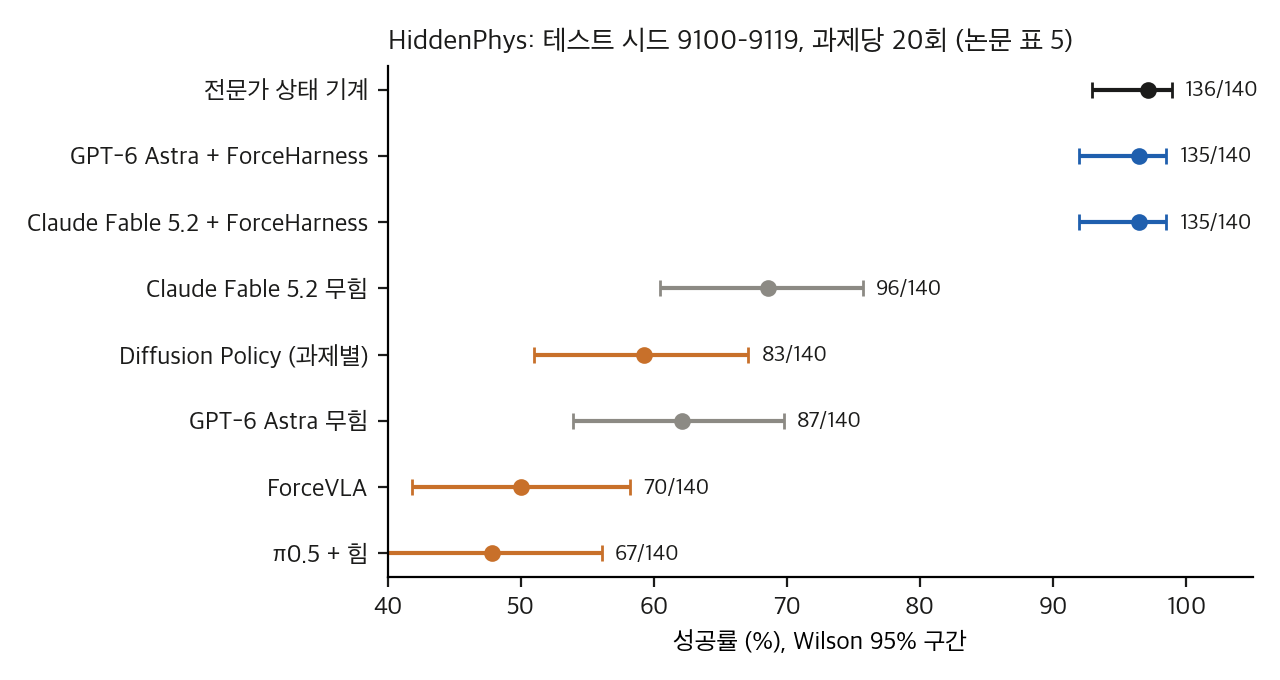 HiddenPhys: 테스트 시드 9100-9119, 과제당 20회 (논문 표 5)
전문가 상태 기계 136/140
GPT-6 Astra + ForceHarness 135/140
Claude Fable 5.2 + ForceHarness 135/140
Claude Fable 5.2 무힘 96/140
Diffusion Policy (과제별) 83/140
GPT-6 Astra 무힘 87/140
ForceVLA 70/140
π0.5 + 힘 67/140
40 50 60 70 80 90 100
성공률 (%), Wilson 95% 구간